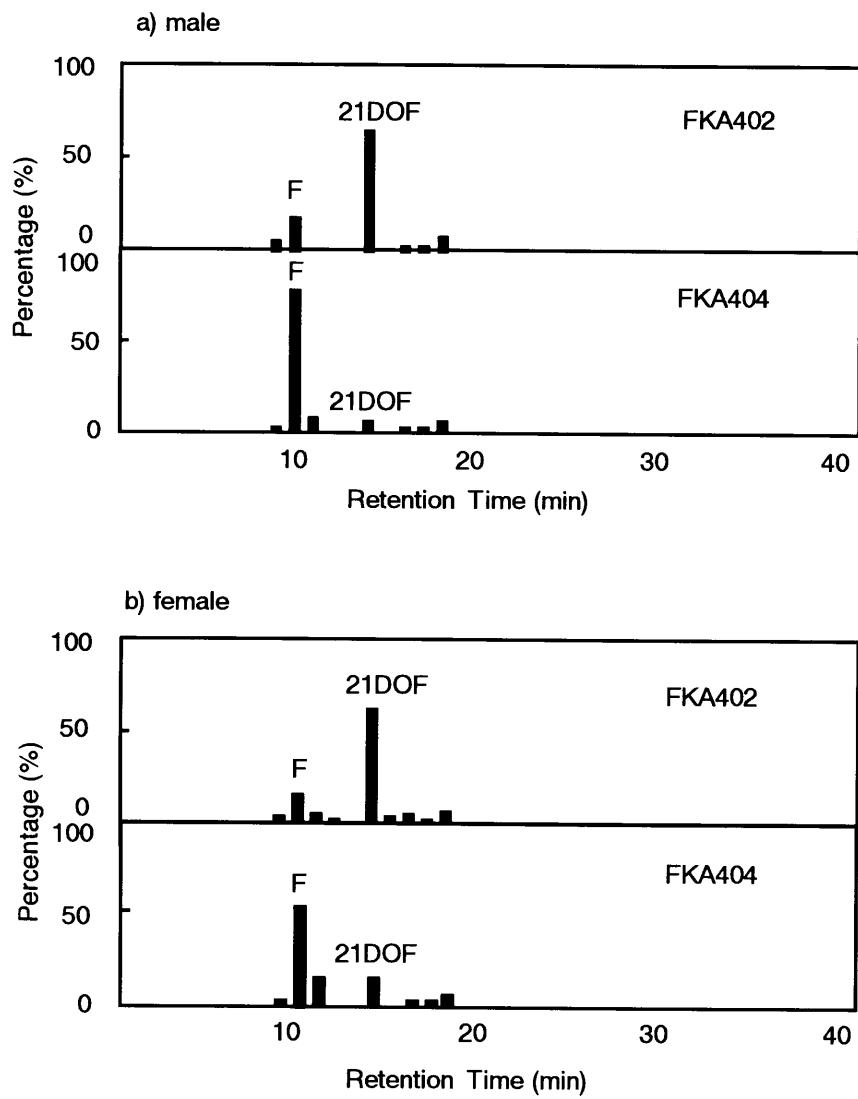 a) male
100
21DOF
FKA402
50
F
0
100
F
FKA404
50
21DOF
0
10 20 30 40
Retention Time (min)
Percentage (%)
b) female
100
21DOF
FKA402
50
F
0
100
F
FKA404
50
21DOF
0
10 20 30 40
Retention Time (min)
Percentage (%)